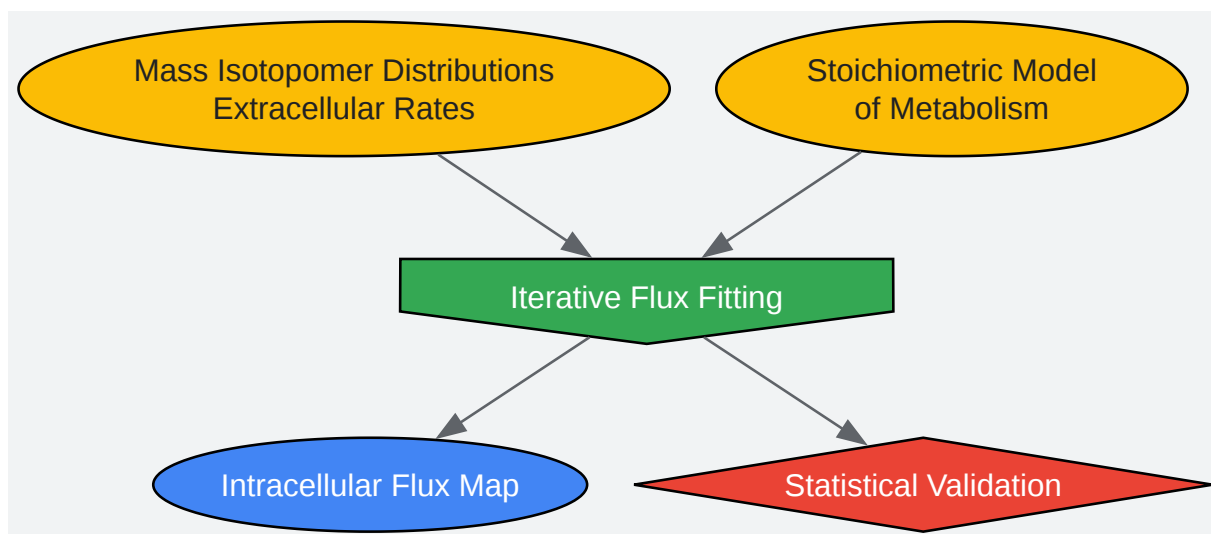 Mass Isotopomer Distributions
Extracellular Rates
Stoichiometric Model
of Metabolism
Iterative Flux Fitting
Intracellular Flux Map
Statistical Validation